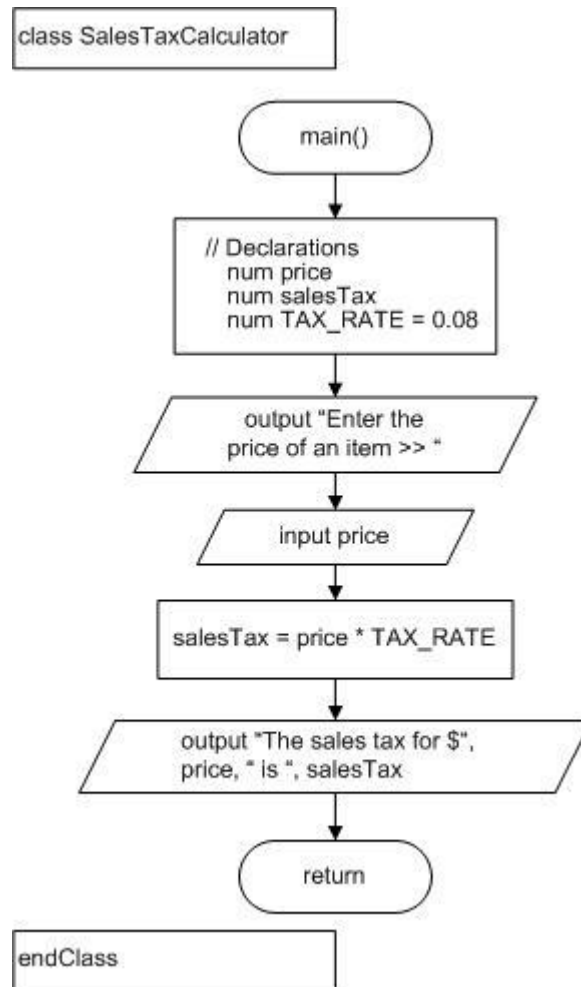 class SalesTaxCalculator
main()
// Declarations
num price
num salesTax
num TAX_RATE = 0.08
output "Enter the
price of an item >> “
input price
salesTax = price * TAX_RATE
output "The sales tax for $",
price, “ is “, salesTax
return
endClass